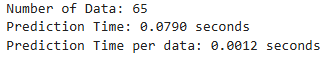 Number of Data: 65
Prediction Time: 0.0790 seconds
Prediction Time per data: 0.0012 seconds